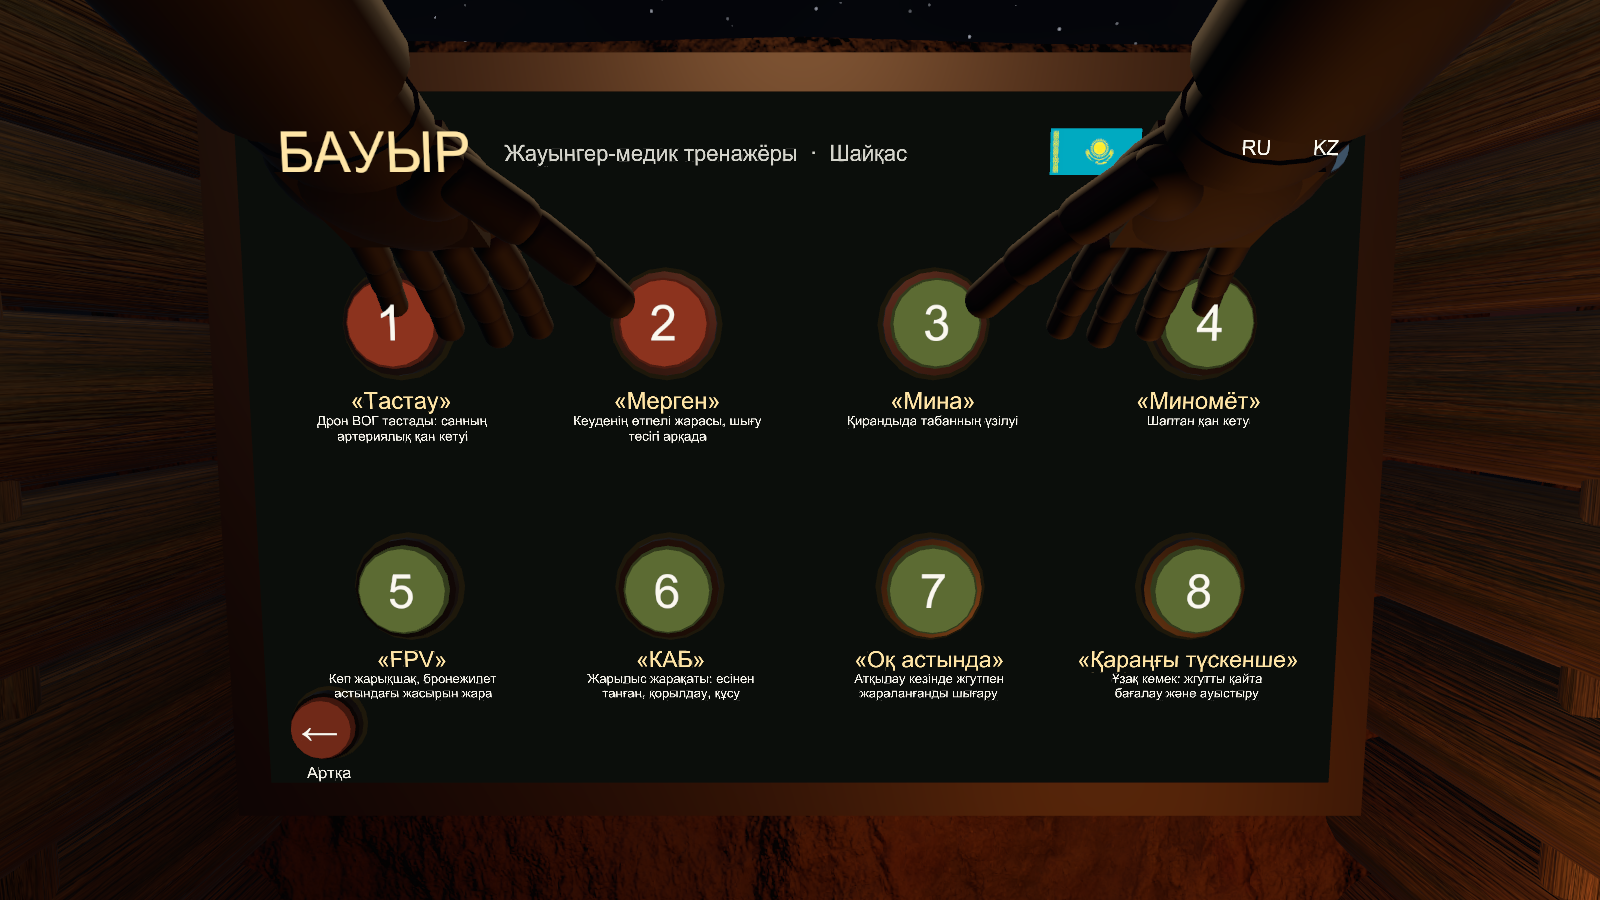 БАУЫР
Жауынгер-медик тренажёры · Шайқас
RU KZ
1 2 3 4
«Тастау»
Дрон ВОГ тастады: санның
артериялық қан кетуі
«Мерген»
Кеуденің өтпелі жарасы, шығу
тесігі арқада
«Мина»
Қирандыда табанның үзілуі
«Миномёт»
Шаптан қан кету
5 6 7 8
«FPV»
Көп жарықшақ, бронежилет
астындағы жасырын жара
«КАБ»
Жарылыс жарақаты: есінен
танған, қорылдау, құсу
«Оқ астында»
Атқылау кезінде жгутпен
жараланғанды шығару
«Қараңғы түскенше»
Ұзақ көмек: жгутты қайта
бағалау және ауыстыру
←
Артқа